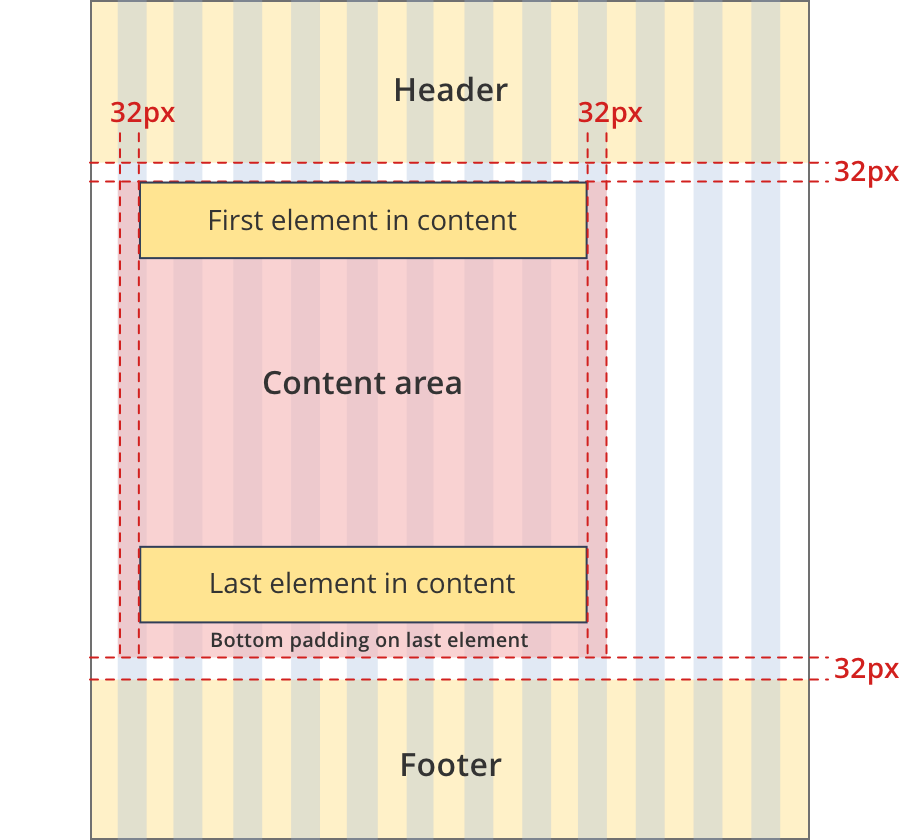 Header
32px
32px
32px
First element in content
Content area
Last element in content
Bottom padding on last element
32px
Footer